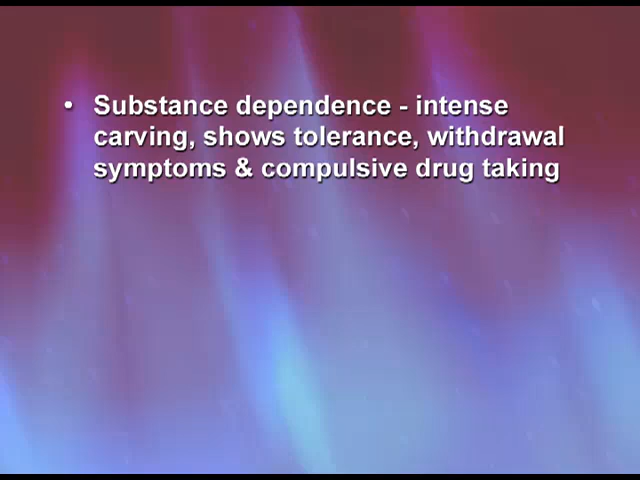 • Substance dependence - intense
carving, shows tolerance, withdrawal
symptoms & compulsive drug taking